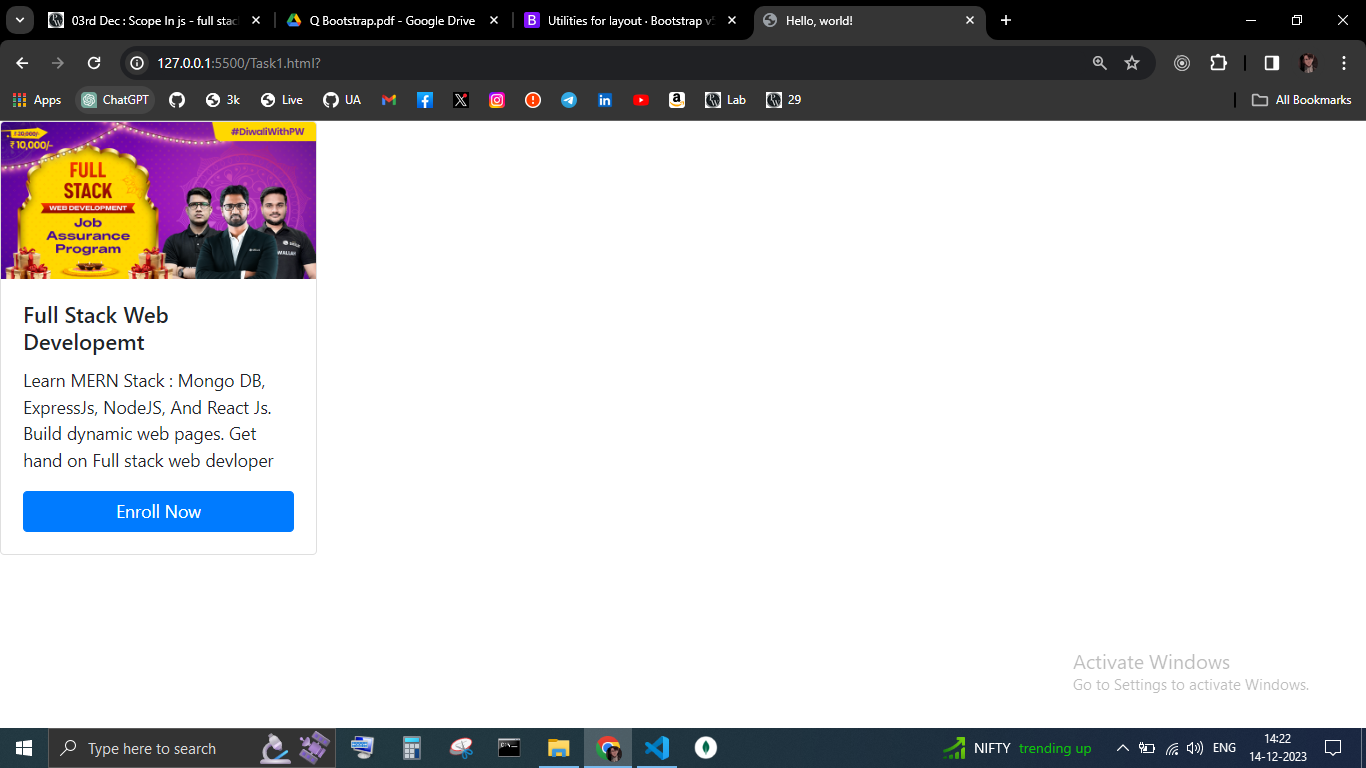 03rd Dec : Scope In js - full stac
Q Bootstrap.pdf - Google Drive
Utilities for layout · Bootstrap v5
Hello, world!
127.0.0.1:5500/Task1.html?
Apps
ChatGPT
3k
Live
UA
Lab
29
All Bookmarks
#DiwaliWithPW
₹ 10,000/-
FULL
STACK
WEB DEVELOPMENT
Job
Assurance
Program
Full Stack Web
Developemt
Learn MERN Stack : Mongo DB,
ExpressJs, NodeJS, And React Js.
Build dynamic web pages. Get
hand on Full stack web devloper
Enroll Now
Activate Windows
Go to Settings to activate Windows.
Type here to search
NIFTY trending up
ENG
14:22
14-12-2023